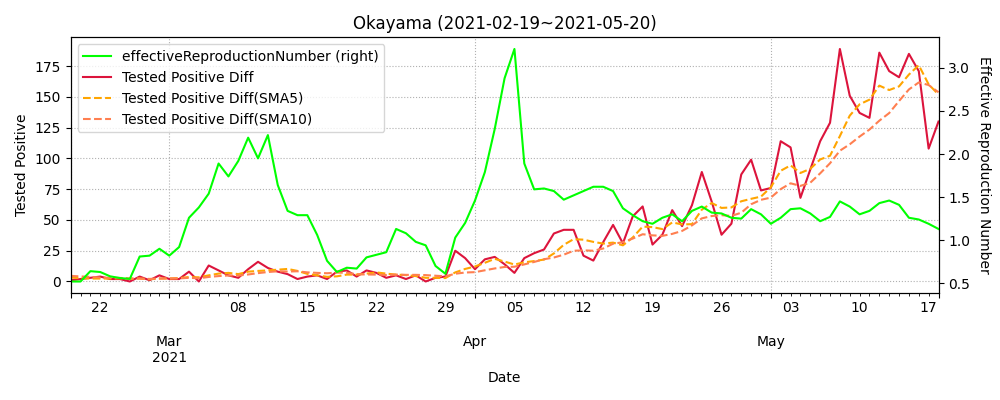 Okayama (2021-02-19~2021-05-20)
effectiveReproductionNumber (right)
Tested Positive Diff
Tested Positive Diff(SMA5)
Tested Positive Diff(SMA10)
Tested Positive
175
150
125
100
75
50
25
0
3.0
2.5
2.0
1.5
1.0
0.5
Effective Reproduction Number
22 08 15 22 29 05 12 19 26 03 10 17
Mar Apr May
2021
Date